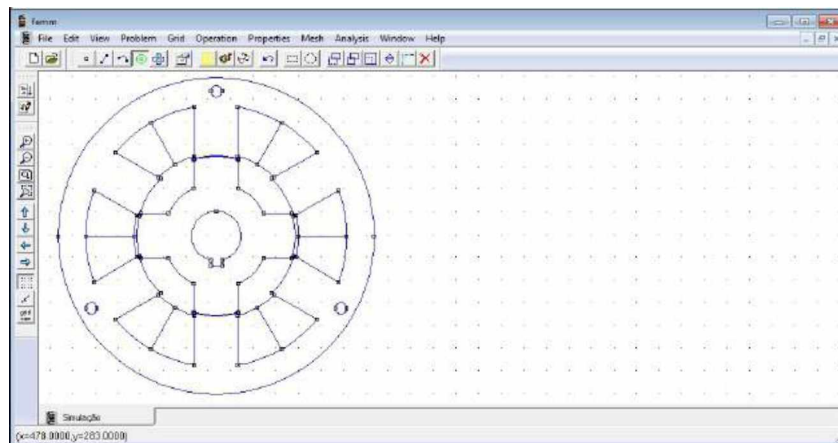 femm
File Edit View Problem Grid Operation Properties Mesh Analysis Window Help
Simulação
(x=478.0000,y=283.0000)